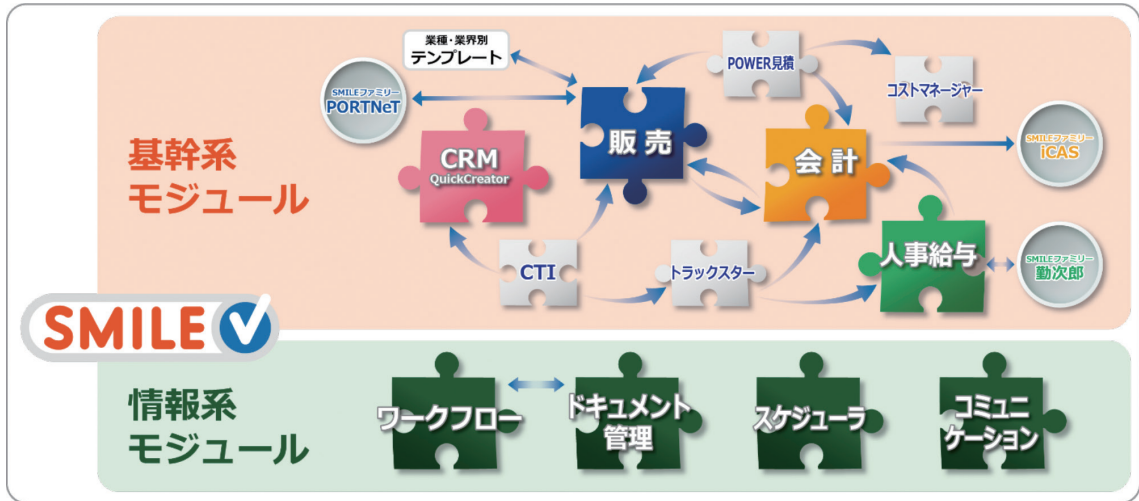 業種・業界別
テンプレート
SMILEファミリー
PORTNeT
POWER見積
コストマネージャー
基幹系
モジュール
CRM
QuickCreator
販売
会計
SMILEファミリー
iCAS
CTI
トラックスター
人事給与
SMILEファミリー
勤次郎
SMILE V
情報系
モジュール
ワークフロー
ドキュメント
管理
スケジューラ
コミュニ
ケーション